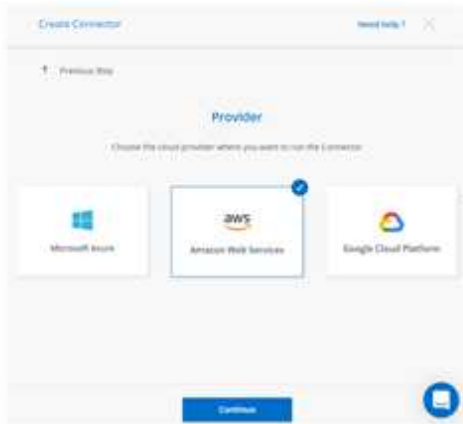 Create Connector
Need help?
Previous Step
Provider
Choose the cloud provider where you want to run the Connector
aws
Microsoft Azure
Amazon Web Services
Google Cloud Platform
Continue